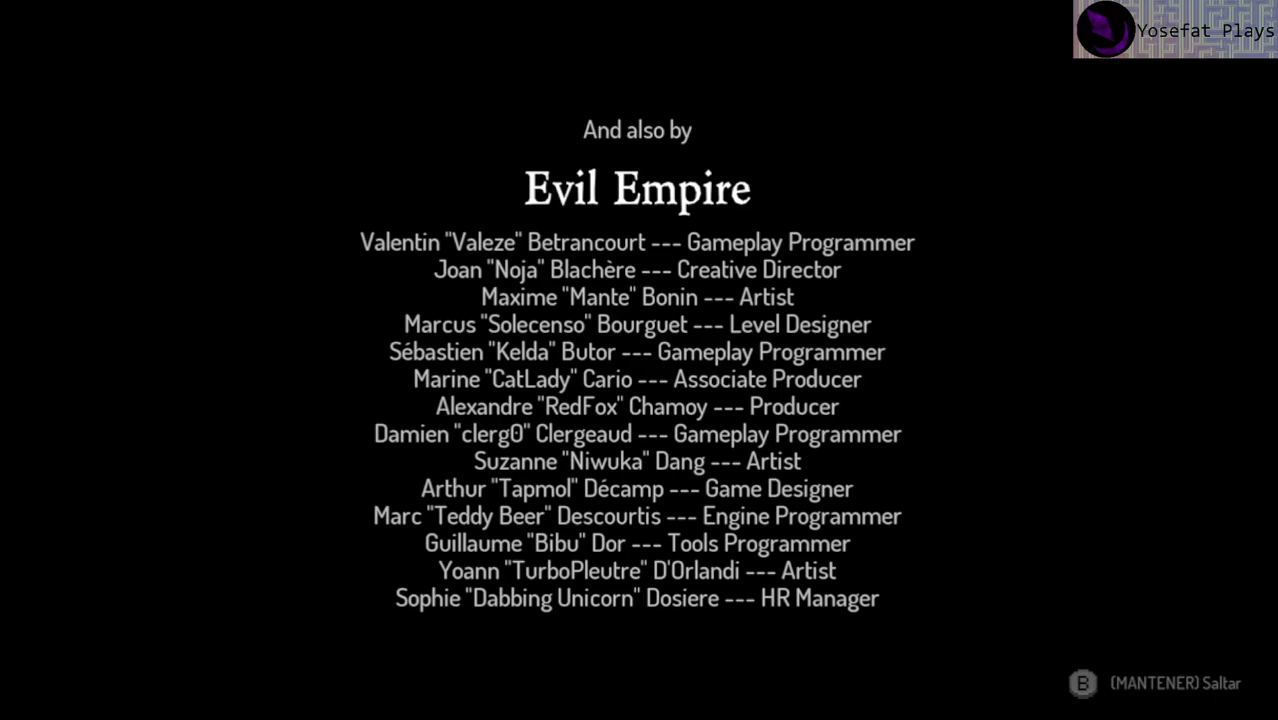 Yosefat Plays
And also by
Evil Empire
Valentin "Valeze" Betrancourt --- Gameplay Programmer
Joan "Noja" Blachère --- Creative Director
Maxime "Mante" Bonin --- Artist
Marcus "Solecenso" Bourguet --- Level Designer
Sébastien "Kelda" Butor --- Gameplay Programmer
Marine "CatLady" Cario --- Associate Producer
Alexandre "RedFox" Chamoy --- Producer
Damien "clerg0" Clergeaud --- Gameplay Programmer
Suzanne "Niwuka" Dang --- Artist
Arthur "Tapmol" Décamp --- Game Designer
Marc "Teddy Beer" Descourtis --- Engine Programmer
Guillaume "Bibu" Dor --- Tools Programmer
Yoann "TurboPleutre" D'Orlandi --- Artist
Sophie "Dabbing Unicorn" Dosiere --- HR Manager
B (MANTENER) Saltar